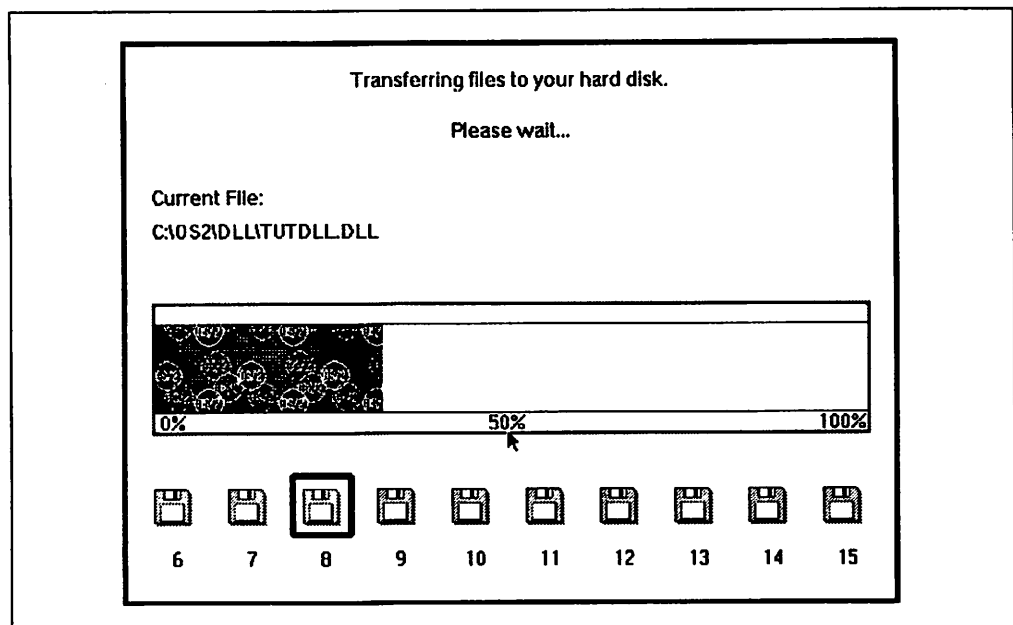 Transferring files to your hard disk.
Please wait...
Current File:
C:\OS2\DLL\TUTDLL.DLL
0% 50% 100%
6 7 8 9 10 11 12 13 14 15